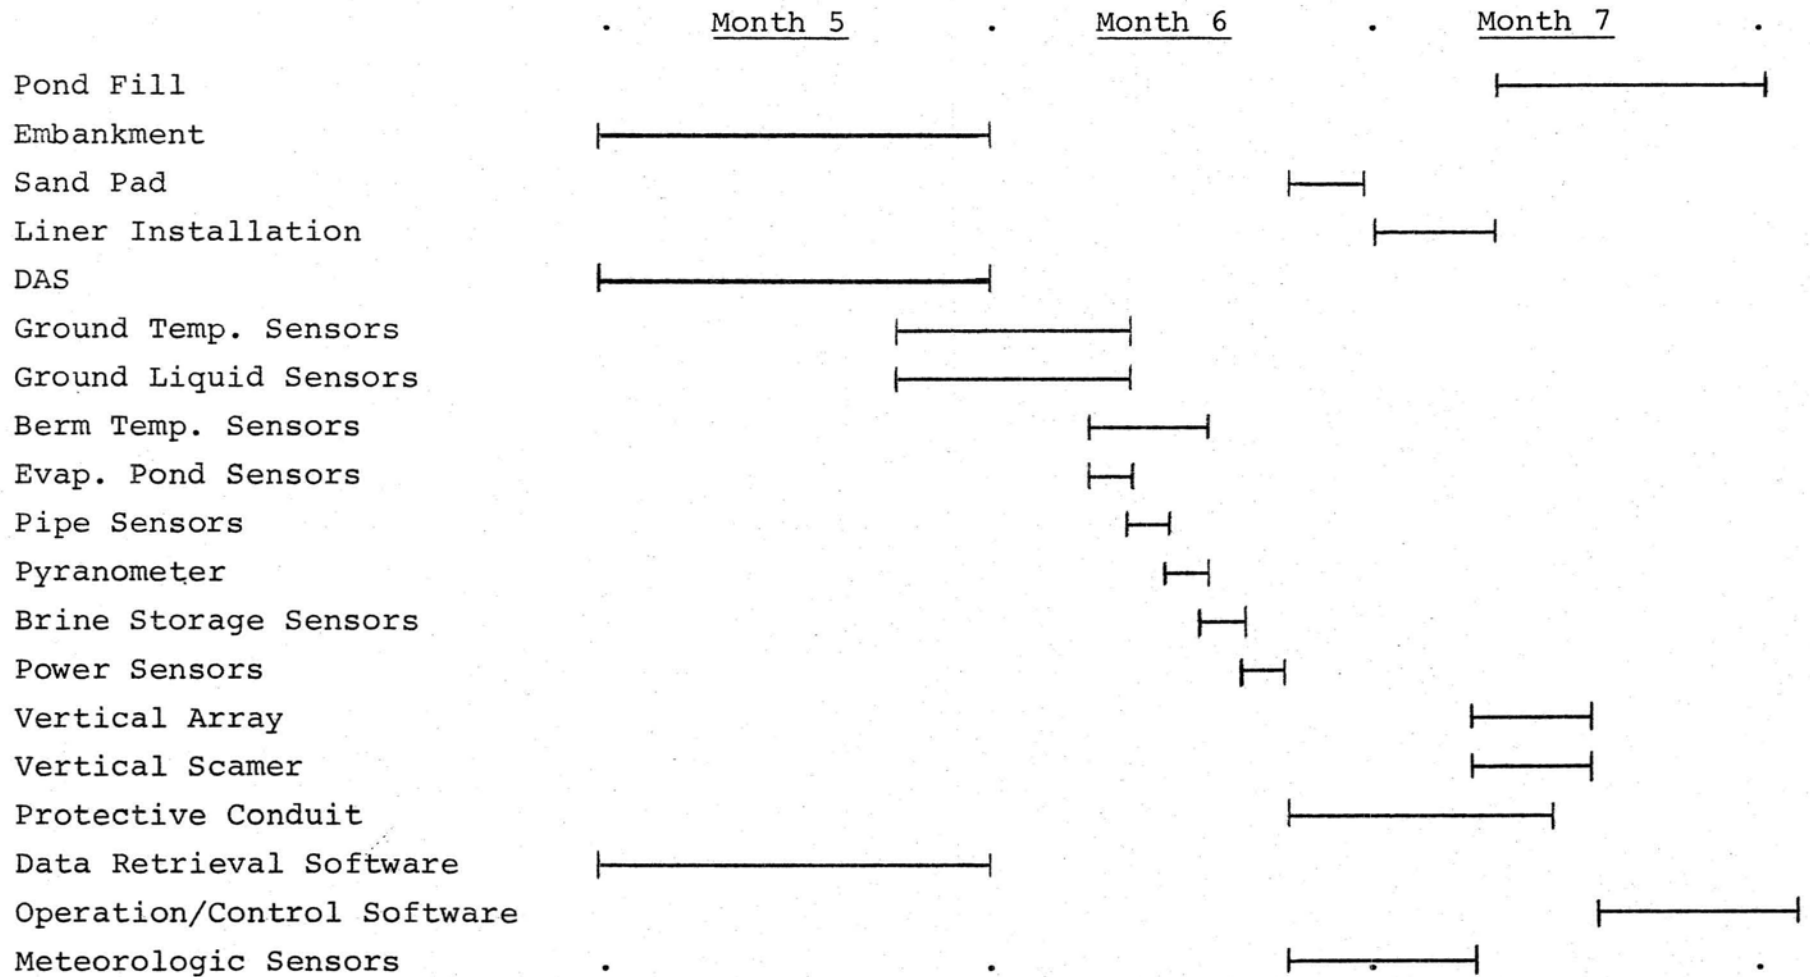 Month 5 Month 6 Month 7
Pond Fill
Embankment
Sand Pad
Liner Installation
DAS
Ground Temp. Sensors
Ground Liquid Sensors
Berm Temp. Sensors
Evap. Pond Sensors
Pipe Sensors
Pyranometer
Brine Storage Sensors
Power Sensors
Vertical Array
Vertical Scamer
Protective Conduit
Data Retrieval Software
Operation/Control Software
Meteorologic Sensors